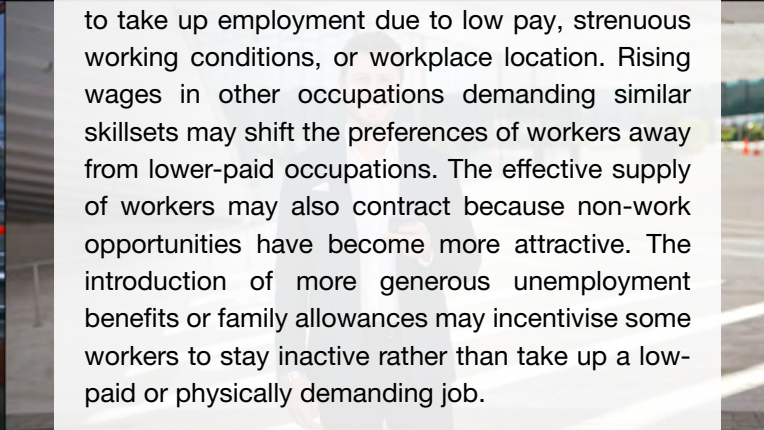 to take up employment due to low pay, strenuous
working conditions, or workplace location. Rising
wages in other occupations demanding similar
skillsets may shift the preferences of workers away
from lower-paid occupations. The effective supply
of workers may also contract because non-work
opportunities have become more attractive. The
introduction of more generous unemployment
benefits or family allowances may incentivise some
workers to stay inactive rather than take up a low-
paid or physically demanding job.